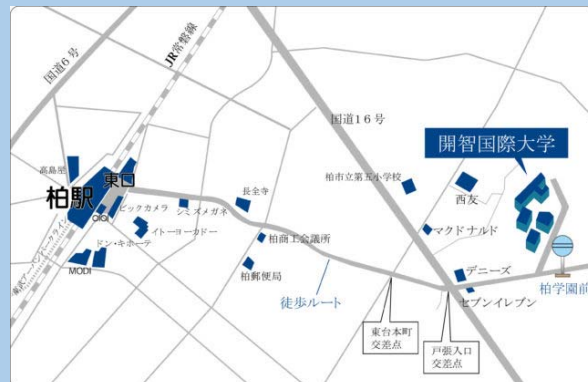 国道6号
JR常磐線
国道16号
開智国際大学
柏市立第五小学校
西友
高島屋
柏駅
東口
OIOI
ビックカメラ
シミズメガネ
長全寺
イトーヨーカドー
マクドナルド
柏商工会議所
ドン・キホーテ
東武アーバンパークライン
MODI
柏郵便局
デニーズ
徒歩ルート
セブンイレブン
柏学園前
東台本町
交差点
戸張入口
交差点